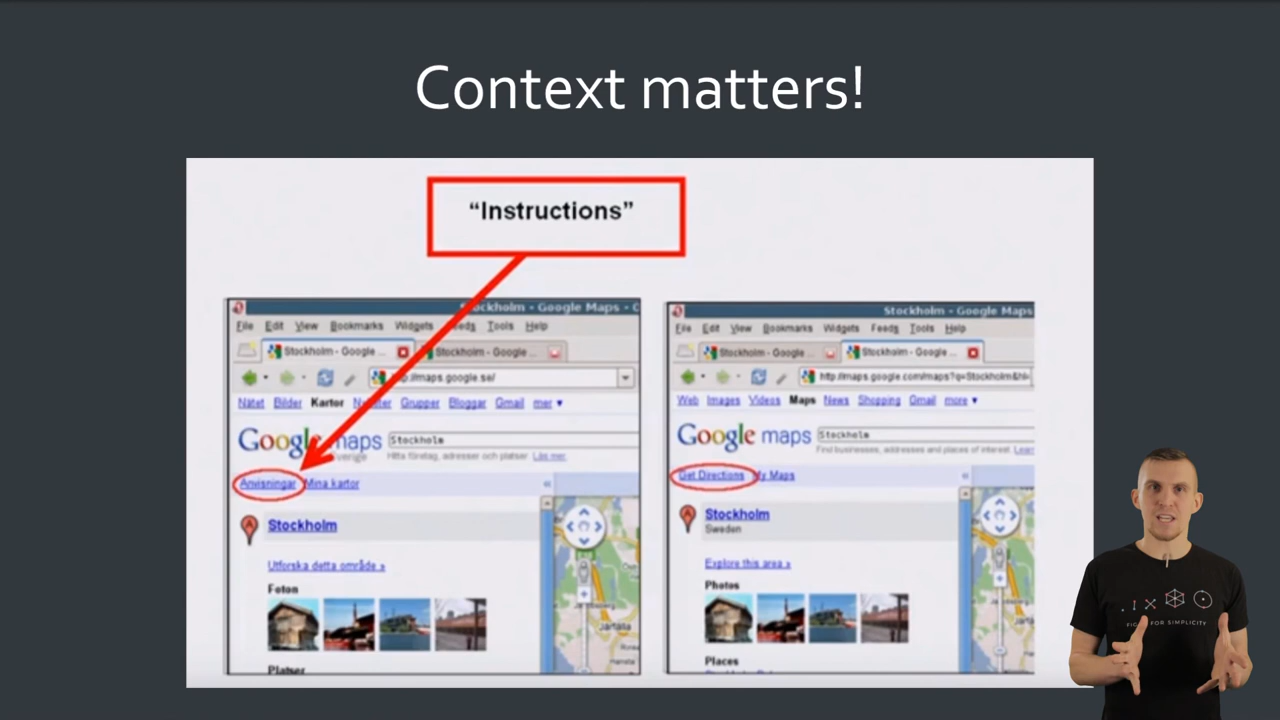 Context matters!
“Instructions”
Stockholm - Google Maps - O
File Edit View Bookmarks Widgets Feeds Tools Help
Stockholm - Google ... Stockholm - Google ...
http://maps.google.se/
Nätet Bilder Kartor Nyheter Grupper Bloggar Gmail mer ▼
Google maps Stockholm
Sverige Hitta företag, adresser och platser. Läs mer.
Anvisningar Mina kartor «
Stockholm
Utforska detta område »
Foton
Järfälla
Platser
Stockholm - Google Maps
File Edit View Bookmarks Widgets Feeds Tools Help
Stockholm - Google ... Stockholm - Google ...
http://maps.google.com/maps?q=Stockholm&hl=
Web Images Videos Maps News Shopping Gmail more ▼
Google maps Stockholm
Find businesses, addresses and places of interest. Learn
Get Directions My Maps «
A Stockholm
Sweden
Explore this area »
Photos
Places
FIGHT FOR SIMPLICITY